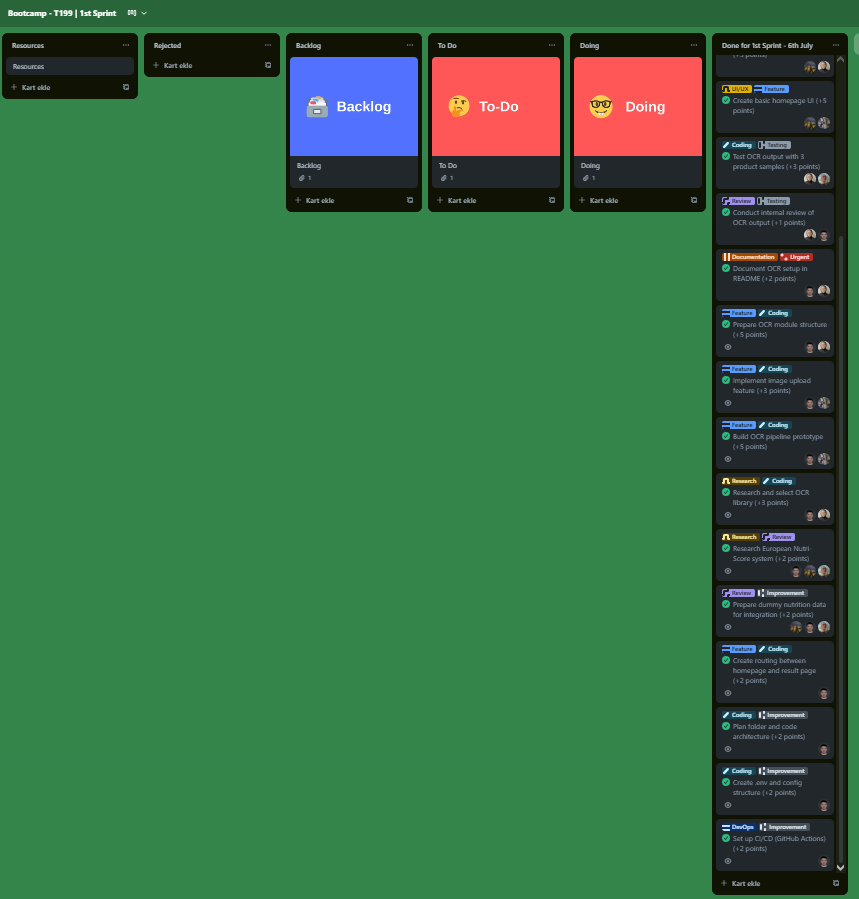 Bootcamp - T199 | 1st Sprint
Resources
Resources
Kart ekle
Rejected
Kart ekle
Backlog
Backlog
Backlog
1
Kart ekle
To Do
To-Do
To Do
1
Kart ekle
Doing
Doing
Doing
1
Kart ekle
Done for 1st Sprint - 6th July
UI/UX Feature
Create basic homepage UI (+5
points)
Coding Testing
Test OCR output with 3
product samples (+3 points)
Review Testing
Conduct internal review of
OCR output (+1 points)
Documentation Urgent
Document OCR setup in
README (+2 points)
Feature Coding
Prepare OCR module structure
(+5 points)
Feature Coding
Implement image upload
feature (+3 points)
Feature Coding
Build OCR pipeline prototype
(+5 points)
Research Coding
Research and select OCR
library (+3 points)
Research Review
Research European Nutri-
Score system (+2 points)
Review Improvement
Prepare dummy nutrition data
for integration (+2 points)
Feature Coding
Create routing between
homepage and result page
(+2 points)
Coding Improvement
Plan folder and code
architecture (+2 points)
Coding Improvement
Create .env and config
structure (+2 points)
DevOps Improvement
Set up CI/CD (GitHub Actions)
(+2 points)
Kart ekle